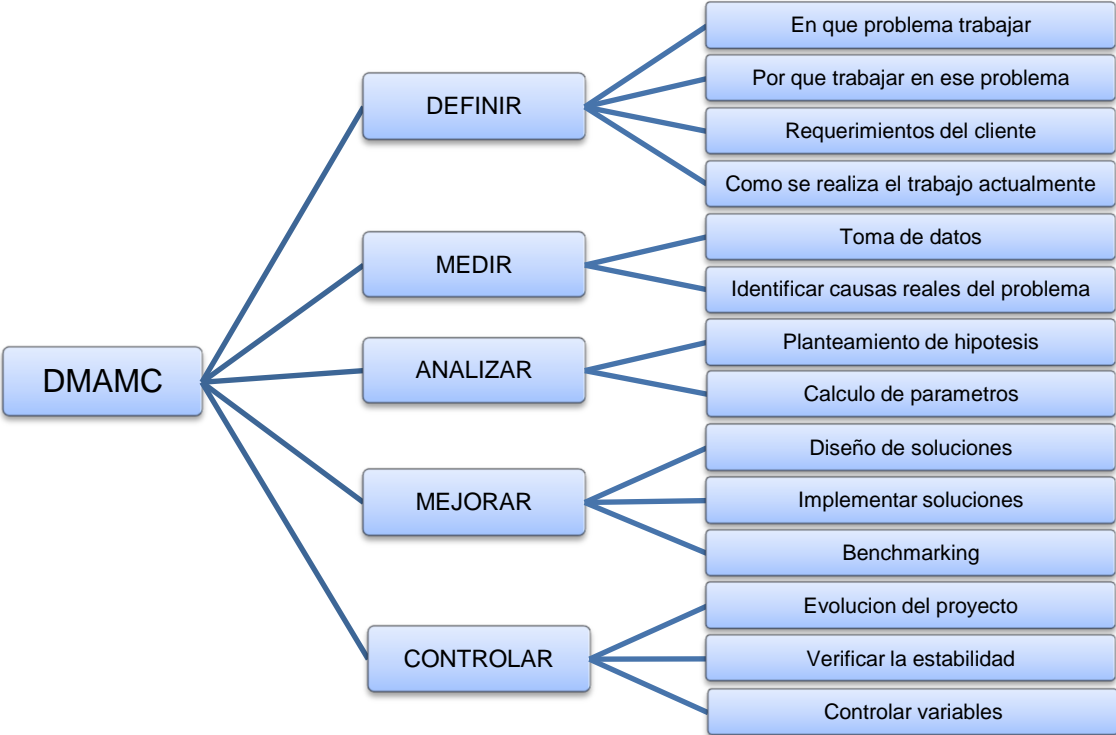 DMAMC
DEFINIR
En que problema trabajar
Por que trabajar en ese problema
Requerimientos del cliente
Como se realiza el trabajo actualmente
MEDIR
Toma de datos
Identificar causas reales del problema
ANALIZAR
Planteamiento de hipotesis
Calculo de parametros
MEJORAR
Diseño de soluciones
Implementar soluciones
Benchmarking
CONTROLAR
Evolucion del proyecto
Verificar la estabilidad
Controlar variables